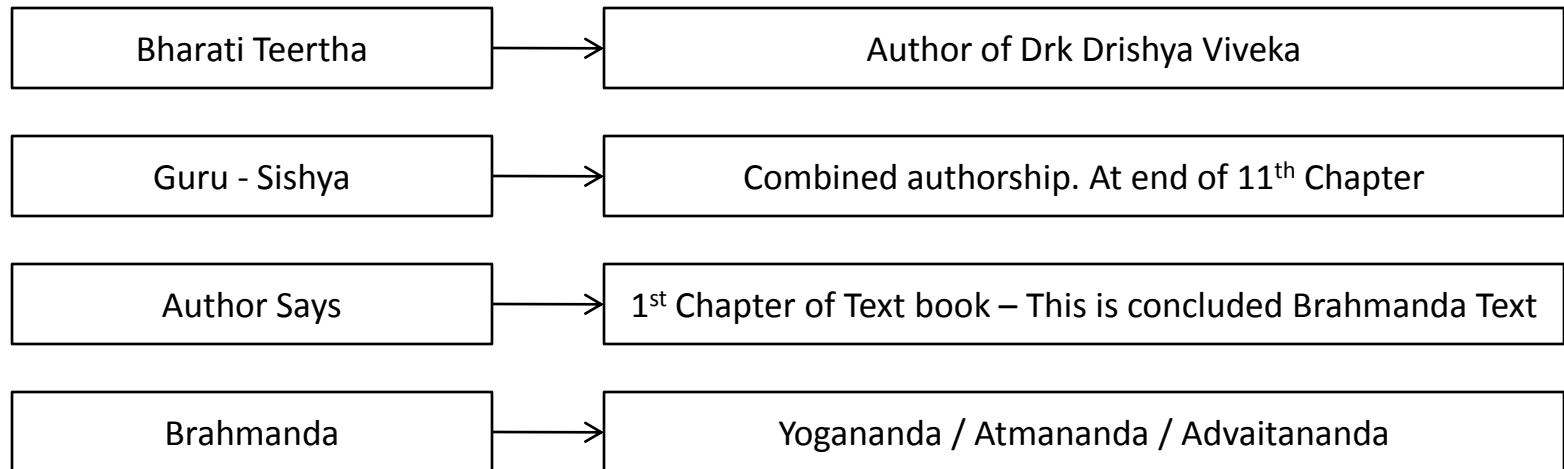 Bharati Teertha
Author of Drk Drishya Viveka
Guru - Sishya
Combined authorship. At end of 11th Chapter
Author Says
1st Chapter of Text book – This is concluded Brahmanda Text
Brahmanda
Yogananda / Atmananda / Advaitananda